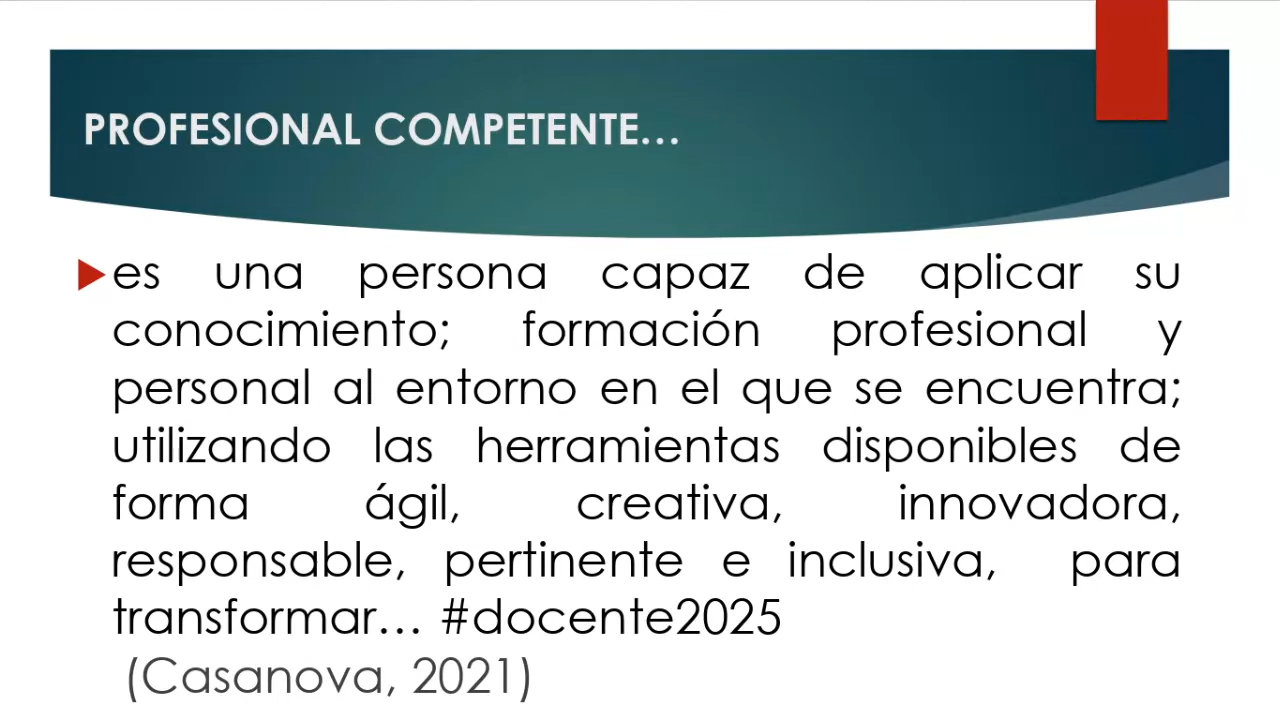 PROFESIONAL COMPETENTE...
es una persona capaz de aplicar su
conocimiento; formación profesional y
personal al entorno en el que se encuentra;
utilizando las herramientas disponibles de
forma ágil, creativa, innovadora,
responsable, pertinente e inclusiva, para
transformar... #docente2025
(Casanova, 2021)